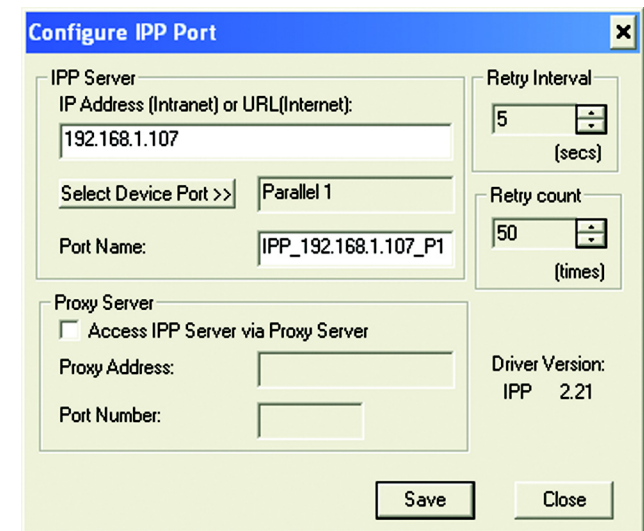 Configure IPP Port
IPP Server
IP Address (Intranet) or URL(Internet):
192.168.1.107
Select Device Port >>
Parallel 1
Port Name:
IPP_192.168.1.107_P1
Retry Interval
5
(secs)
Retry count
50
(times)
Proxy Server
Access IPP Server via Proxy Server
Proxy Address:
Port Number:
Driver Version:
IPP 2.21
Save
Close